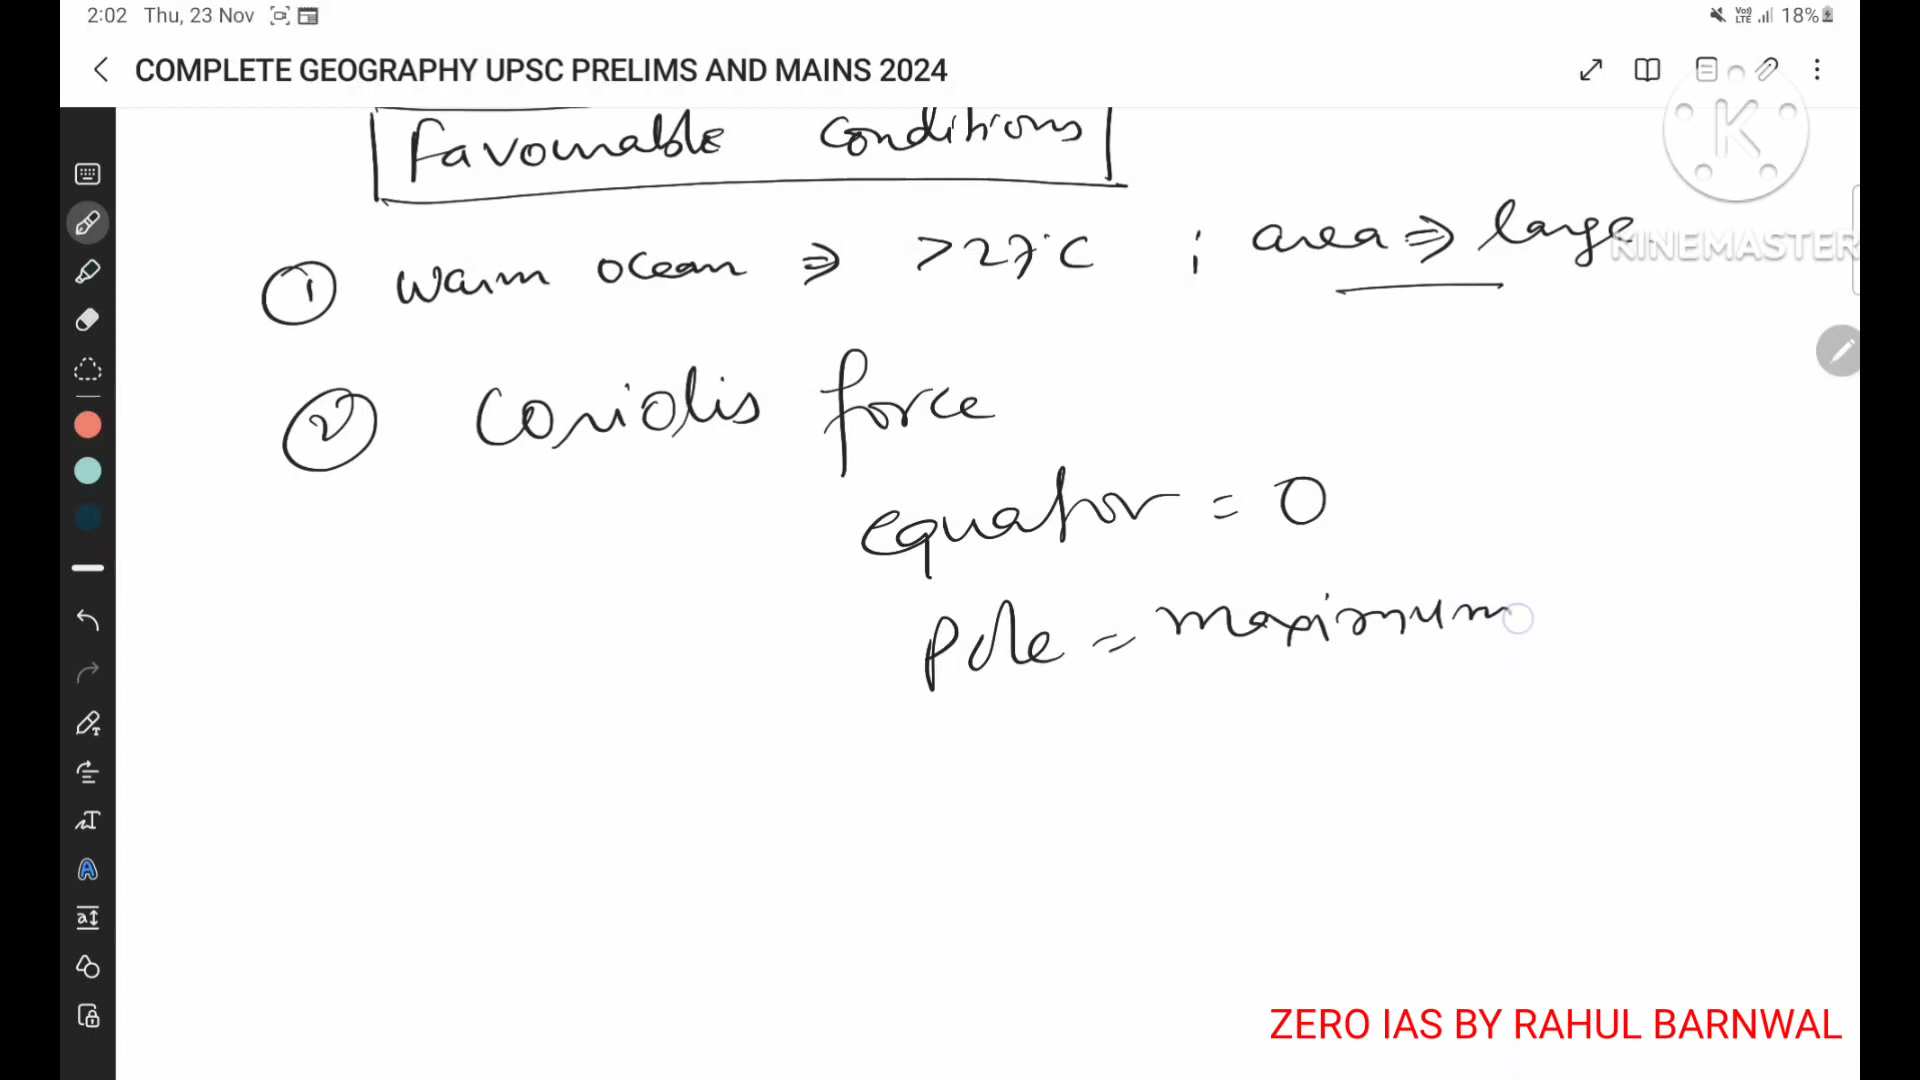 2:02 Thu, 23 Nov 18%
COMPLETE GEOGRAPHY UPSC PRELIMS AND MAINS 2024
Favourable Conditions
① Warm ocean ⇒ >27°C ; area ⇒ large
KINEMASTER
② Coriolis force
equator = 0
pole = maximum
ZERO IAS BY RAHUL BARNWAL